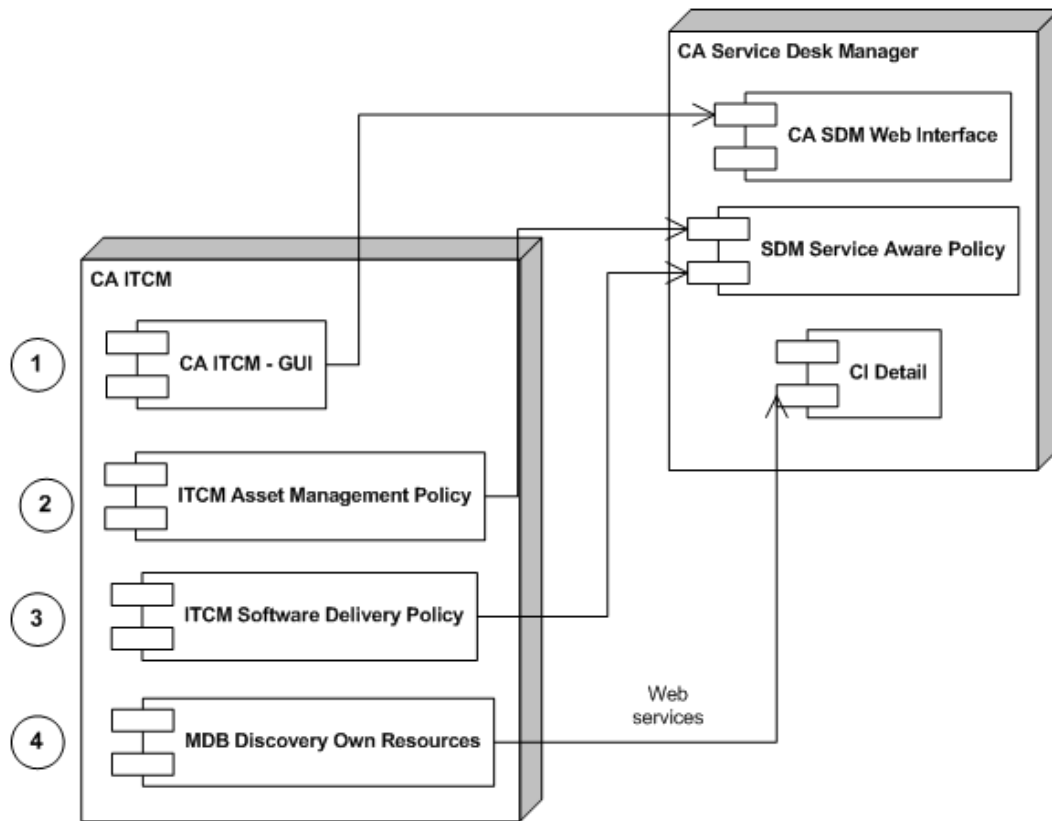 CA Service Desk Manager
CA SDM Web Interface
SDM Service Aware Policy
CI Detail
CA ITCM
1
CA ITCM - GUI
2
ITCM Asset Management Policy
3
ITCM Software Delivery Policy
4
MDB Discovery Own Resources
Web
services